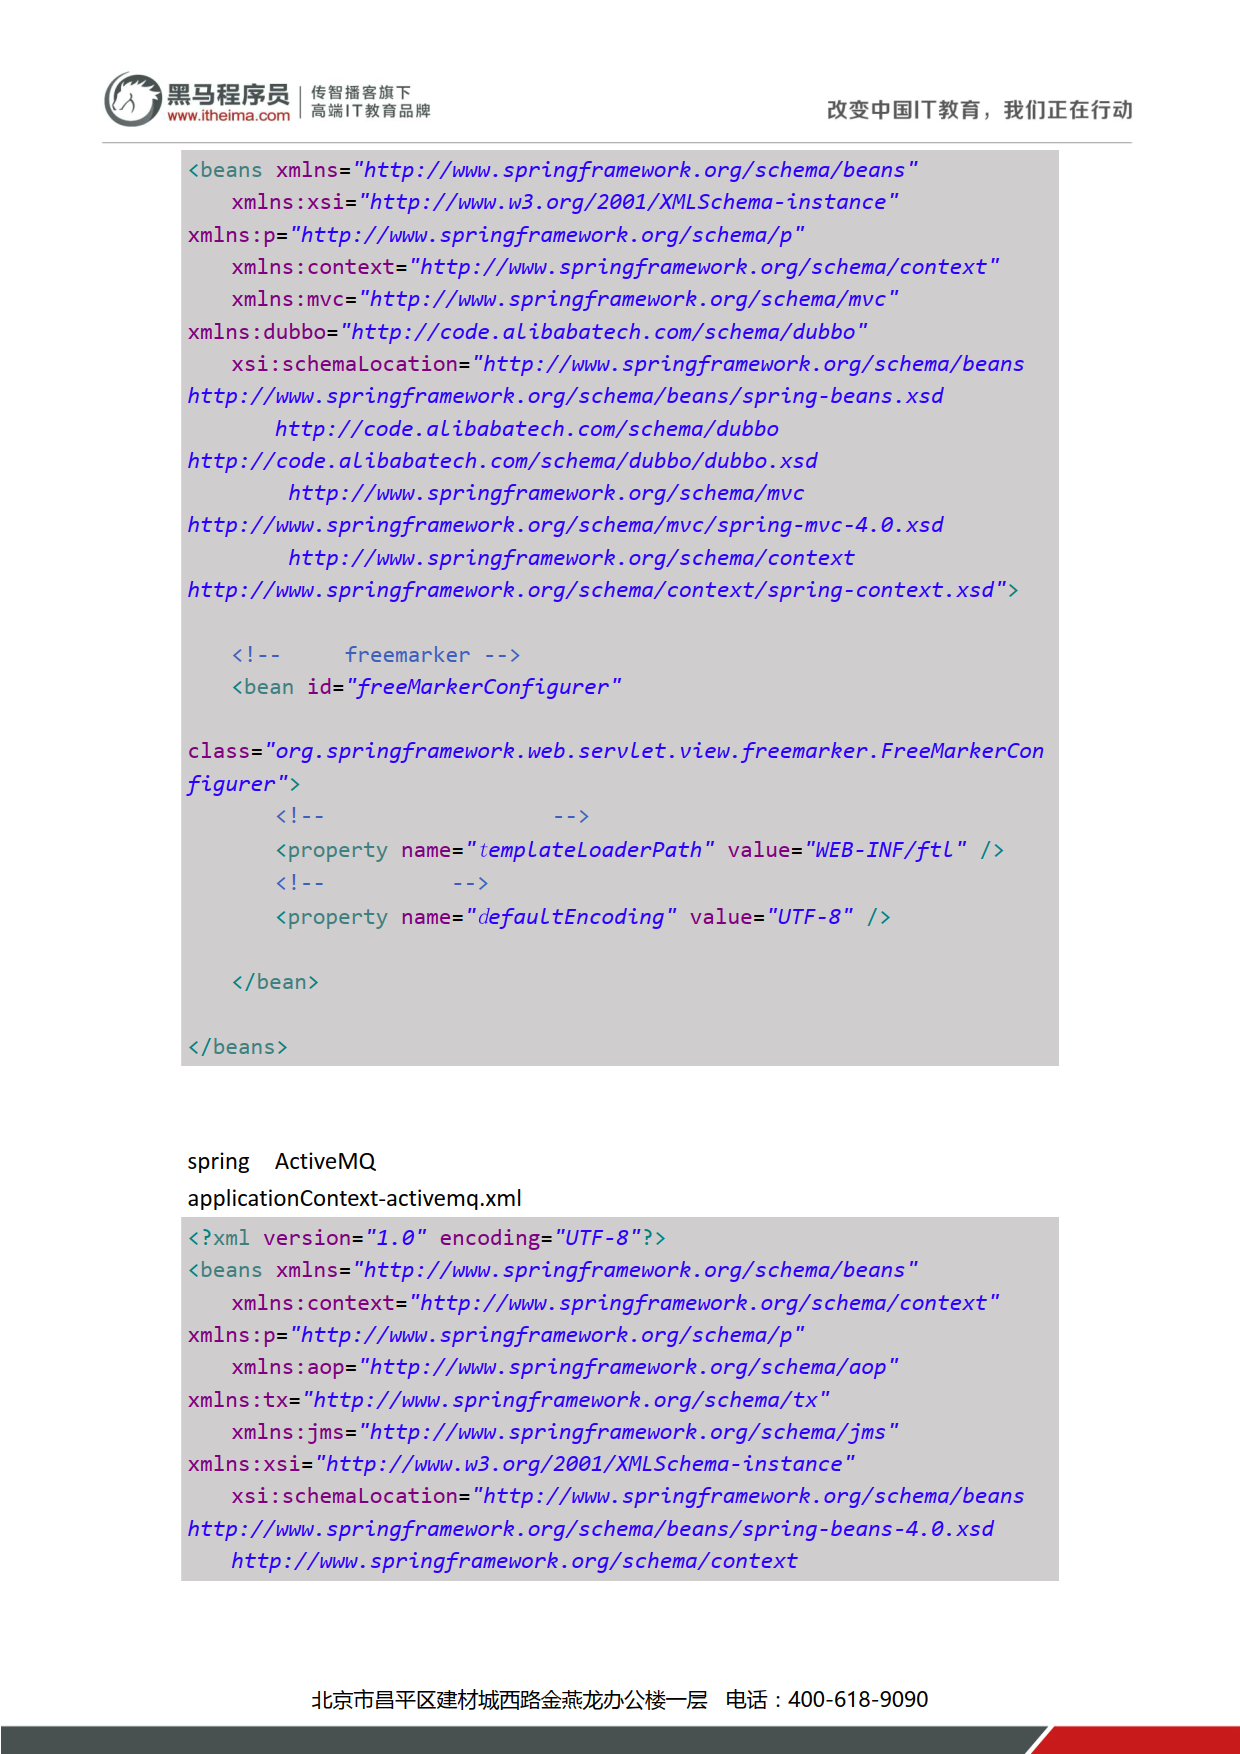 黑马程序员
www.itheima.com
传智播客旗下
高端IT教育品牌
改变中国IT教育，我们正在行动
<beans xmlns="http://www.springframework.org/schema/beans"
xmlns:xsi="http://www.w3.org/2001/XMLSchema-instance"
xmlns:p="http://www.springframework.org/schema/p"
xmlns:context="http://www.springframework.org/schema/context"
xmlns:mvc="http://www.springframework.org/schema/mvc"
xmlns:dubbo="http://code.alibabatech.com/schema/dubbo"
xsi:schemaLocation="http://www.springframework.org/schema/beans
http://www.springframework.org/schema/beans/spring-beans.xsd
http://code.alibabatech.com/schema/dubbo
http://code.alibabatech.com/schema/dubbo/dubbo.xsd
http://www.springframework.org/schema/mvc
http://www.springframework.org/schema/mvc/spring-mvc-4.0.xsd
http://www.springframework.org/schema/context
http://www.springframework.org/schema/context/spring-context.xsd">
<!-- freemarker -->
<bean id="freeMarkerConfigurer"
class="org.springframework.web.servlet.view.freemarker.FreeMarkerCon
figurer">
<!-- -->
<property name="templateLoaderPath" value="WEB-INF/ftl" />
<!-- -->
<property name="defaultEncoding" value="UTF-8" />
</bean>
</beans>
spring ActiveMQ
applicationContext-activemq.xml
<?xml version="1.0" encoding="UTF-8"?>
<beans xmlns="http://www.springframework.org/schema/beans"
xmlns:context="http://www.springframework.org/schema/context"
xmlns:p="http://www.springframework.org/schema/p"
xmlns:aop="http://www.springframework.org/schema/aop"
xmlns:tx="http://www.springframework.org/schema/tx"
xmlns:jms="http://www.springframework.org/schema/jms"
xmlns:xsi="http://www.w3.org/2001/XMLSchema-instance"
xsi:schemaLocation="http://www.springframework.org/schema/beans
http://www.springframework.org/schema/beans/spring-beans-4.0.xsd
http://www.springframework.org/schema/context
北京市昌平区建材城西路金燕龙办公楼一层 电话：400-618-9090